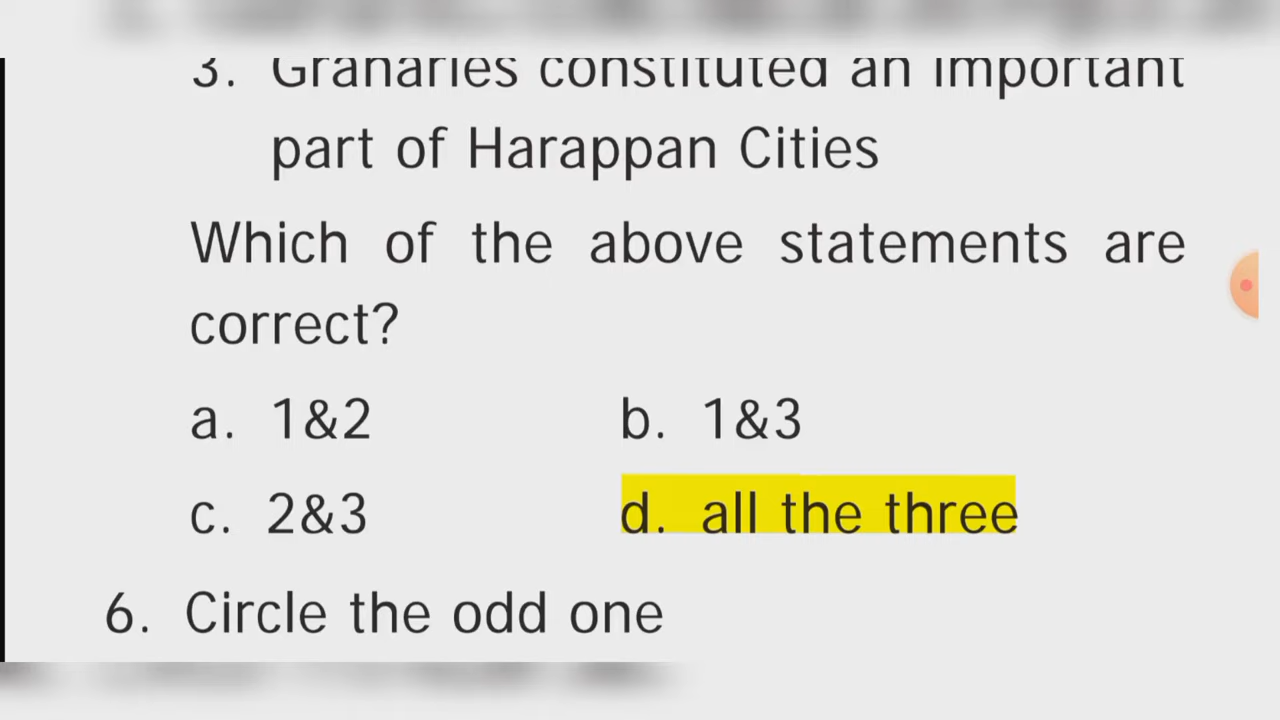 3. Granaries constituted an important
part of Harappan Cities
Which of the above statements are
correct?
a. 1&2 b. 1&3
c. 2&3 d. all the three
6. Circle the odd one